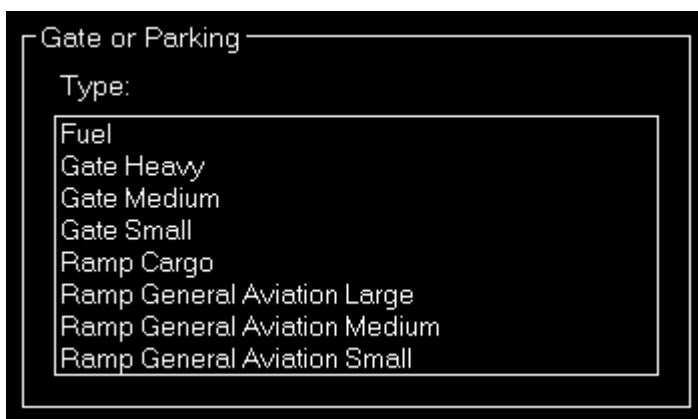 Gate or Parking
Type:
Fuel
Gate Heavy
Gate Medium
Gate Small
Ramp Cargo
Ramp General Aviation Large
Ramp General Aviation Medium
Ramp General Aviation Small